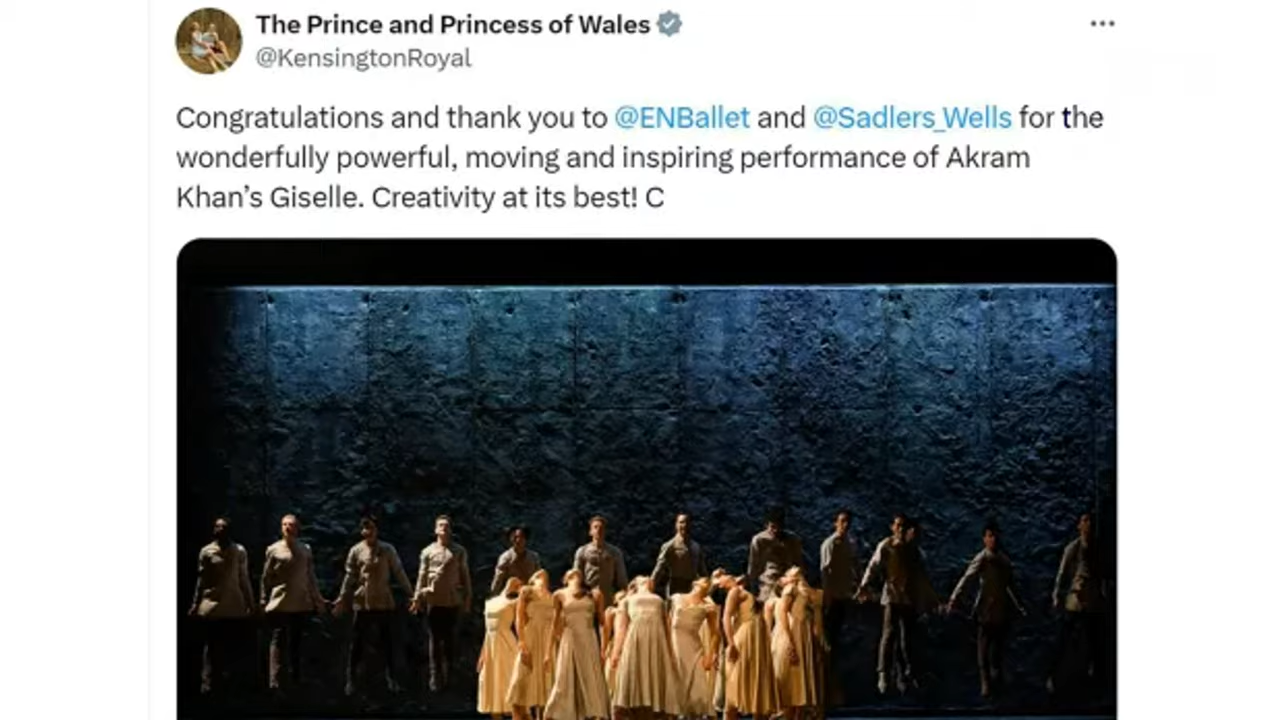 The Prince and Princess of Wales
@KensingtonRoyal
Congratulations and thank you to @ENBallet and @Sadlers_Wells for the
wonderfully powerful, moving and inspiring performance of Akram
Khan’s Giselle. Creativity at its best! C